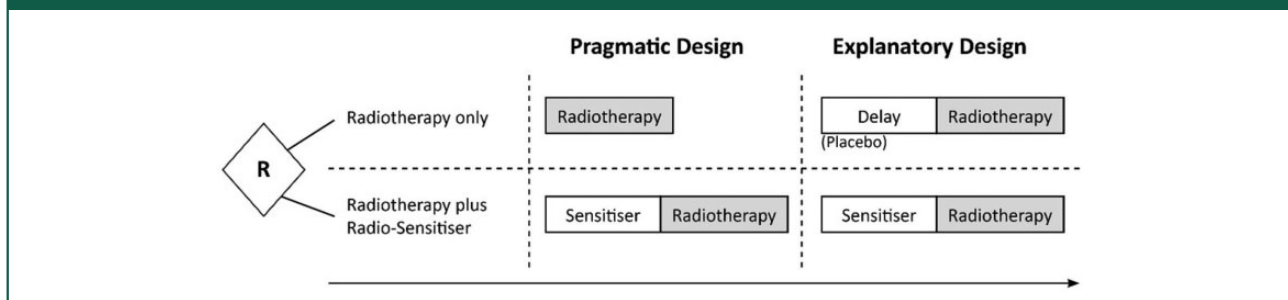 Pragmatic Design
Explanatory Design
Radiotherapy only
Radiotherapy
Delay
Radiotherapy
(Placebo)
R
Radiotherapy plus
Radio-Sensitiser
Sensitiser
Radiotherapy
Sensitiser
Radiotherapy